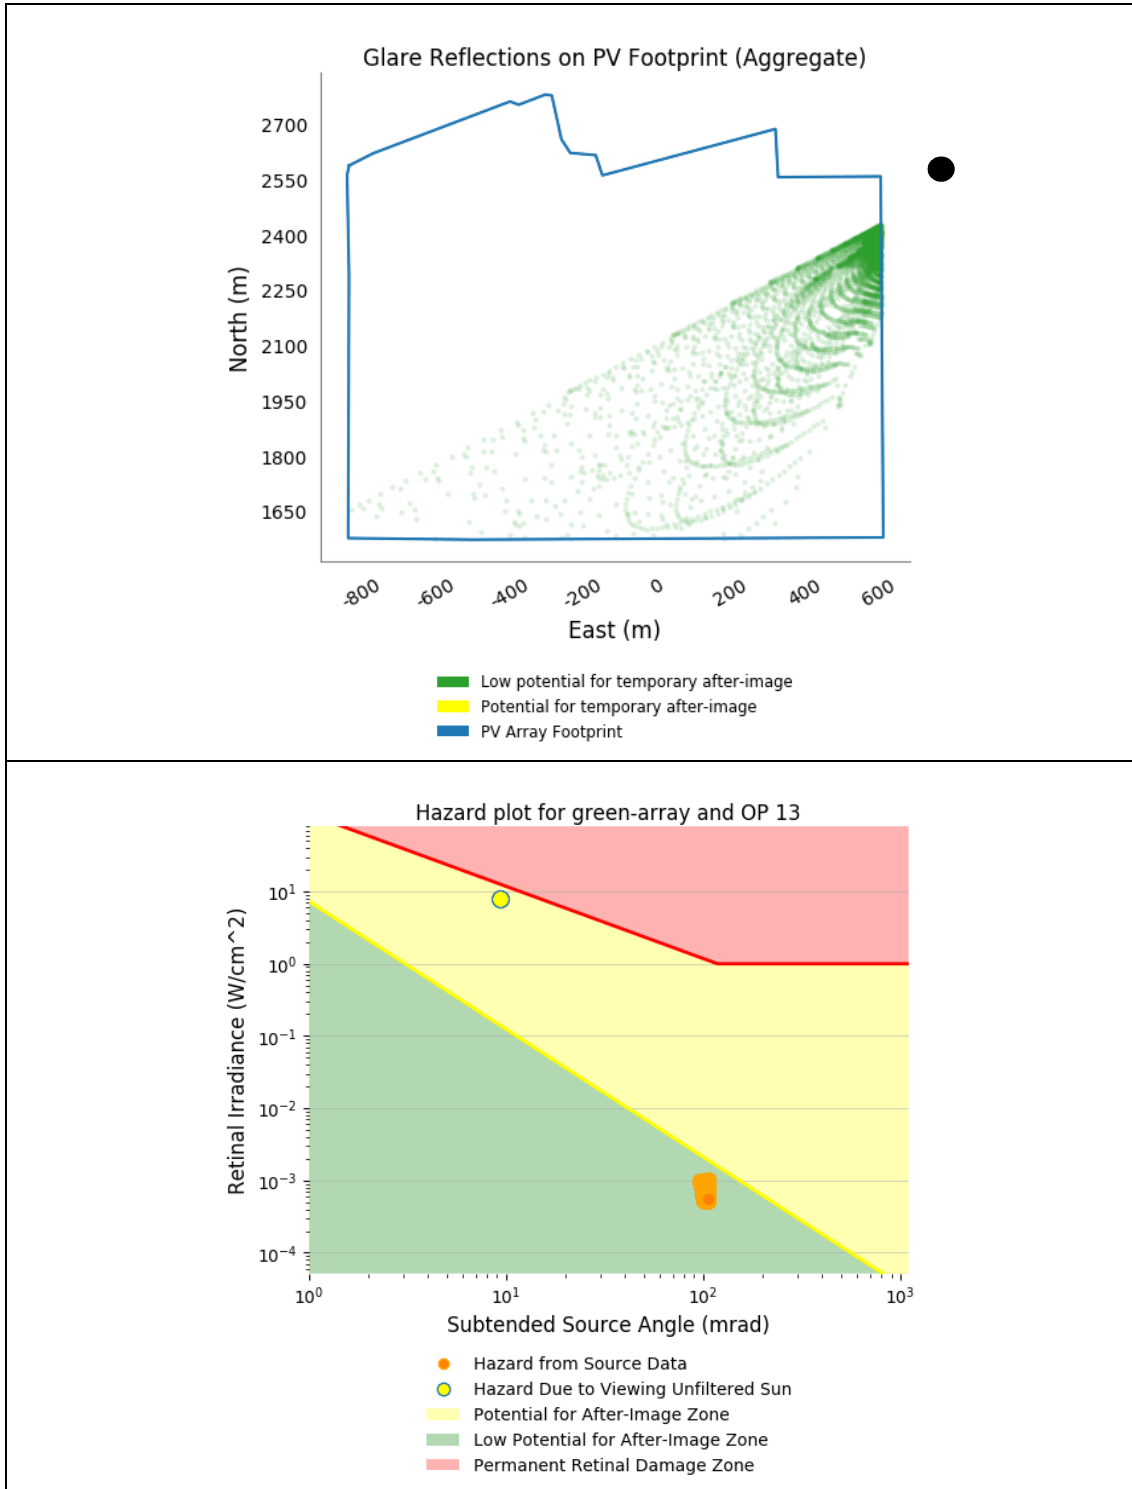 Glare Reflections on PV Footprint (Aggregate)
2700
2550
2400
2250
2100
1950
1800
1650
North (m)
-800 -600 -400 -200 0 200 400 600
East (m)
Low potential for temporary after-image
Potential for temporary after-image
PV Array Footprint
Hazard plot for green-array and OP 13
10^1
10^0
10^-1
10^-2
10^-3
10^-4
Retinal Irradiance (W/cm^2)
10^0 10^1 10^2 10^3
Subtended Source Angle (mrad)
Hazard from Source Data
Hazard Due to Viewing Unfiltered Sun
Potential for After-Image Zone
Low Potential for After-Image Zone
Permanent Retinal Damage Zone